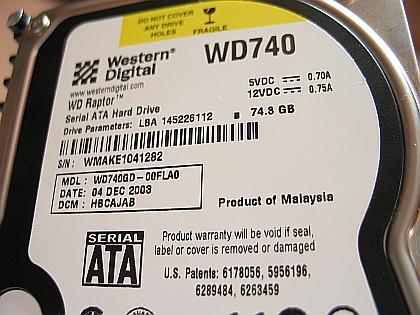 DO NOT COVER
ANY DRIVE
HOLES
FRAGILE
Western
Digital
WD740
www.westerndigital.com
WD Raptor™
Serial ATA Hard Drive
5VDC 0.70A
12VDC 0.75A
Drive Parameters: LBA 145226112 74.3 GB
S/N: WMAKE1041282
MDL: WD740GD-00FLA0
DATE: 04 DEC 2003
DCM: HBCAJAB
Product of Malaysia
SERIAL
ATA
Product warranty will be void if seal,
label or cover is removed or damaged
U.S. Patents: 6178056, 5956196,
6289484, 6263459